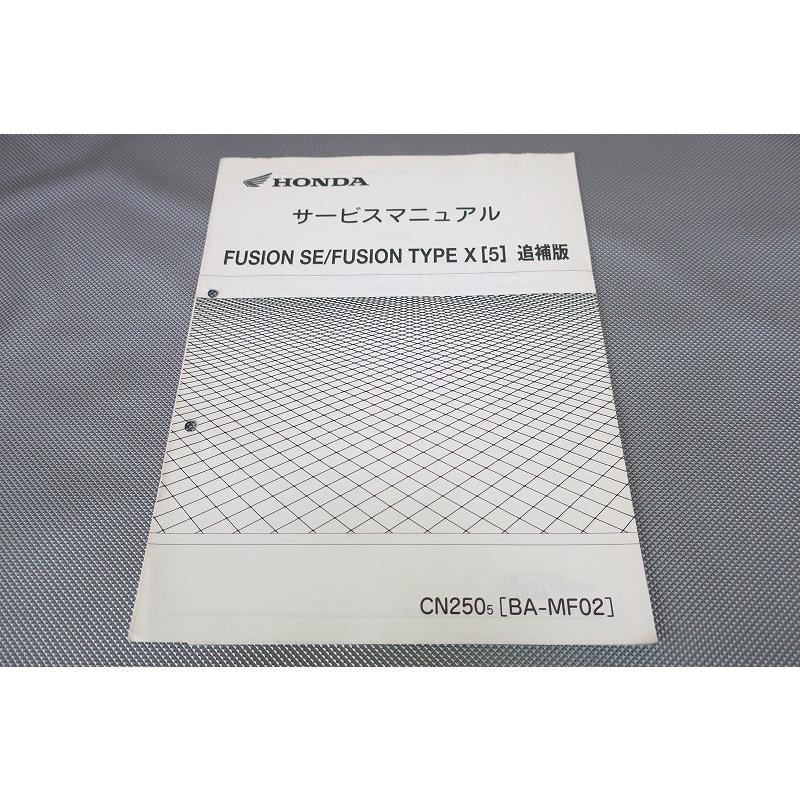 HONDA
サービスマニュアル
FUSION SE/FUSION TYPE X [5] 追補版
CN250₅ [BA-MF02]